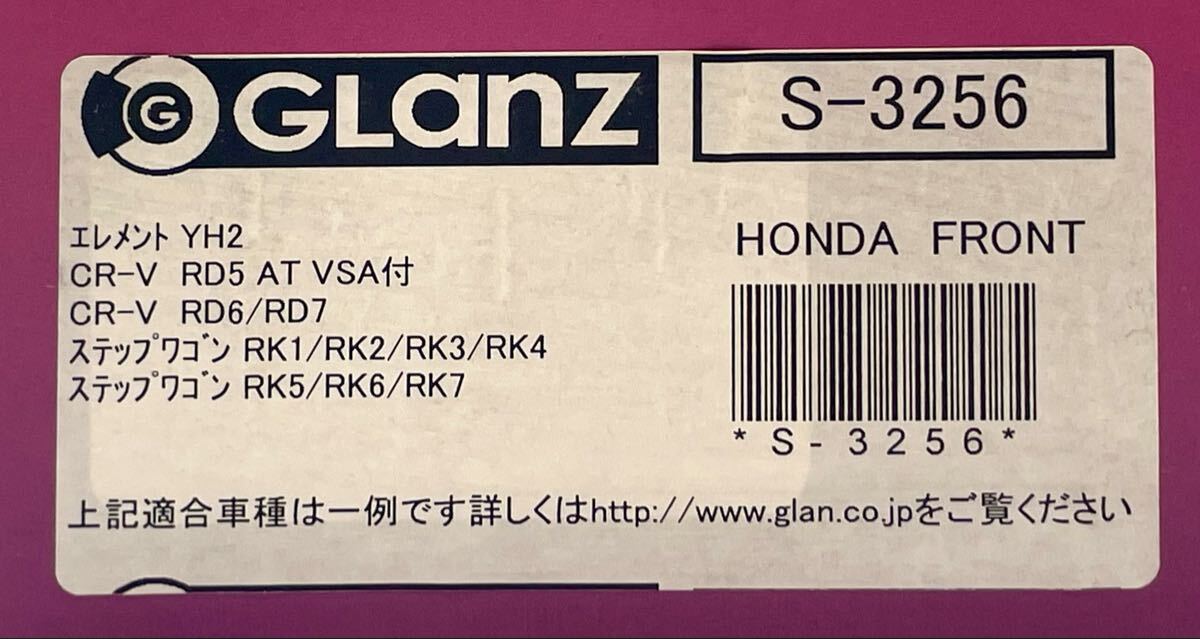 G GLanz
S-3256
ｴﾚﾒﾝﾄ YH2
CR-V RD5 AT VSA付
CR-V RD6/RD7
ｽﾃｯﾌﾟﾜｺﾞﾝ RK1/RK2/RK3/RK4
ｽﾃｯﾌﾟﾜｺﾞﾝ RK5/RK6/RK7
HONDA FRONT
*S-3256*
上記適合車種は一例です詳しくはhttp://www.glan.co.jpをご覧ください